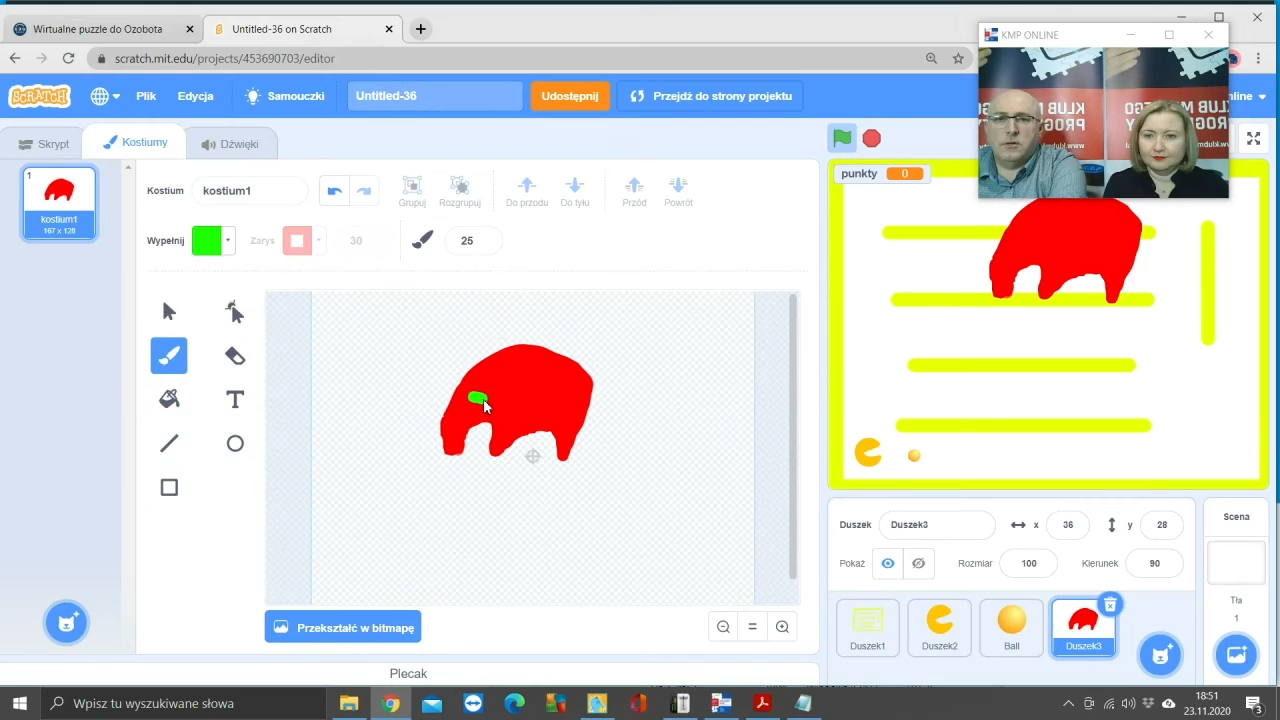 Wirtualne puzzle do Ozobota
Untitled-36 on Scratch
scratch.mit.edu/projects/453690703/editor
KMP ONLINE
SCRATCH
Plik
Edycja
Samouczki
Untitled-36
Udostępnij
Przejdź do strony projektu
nline
Skrypt
Kostiumy
Dźwięki
1
kostium1
167 x 128
Kostium
kostium1
Grupuj
Rozgrupuj
Do przodu
Do tyłu
Przód
Powrót
Wypełnij
Zarys
30
25
T
punkty 0
Przekształć w bitmapę
Plecak
Duszek
Duszek3
x
36
y
28
Pokaż
Rozmiar
100
Kierunek
90
Duszek1
Duszek2
Ball
Duszek3
Scena
Tła
1
Wpisz tu wyszukiwane słowa
18:51
23.11.2020
3